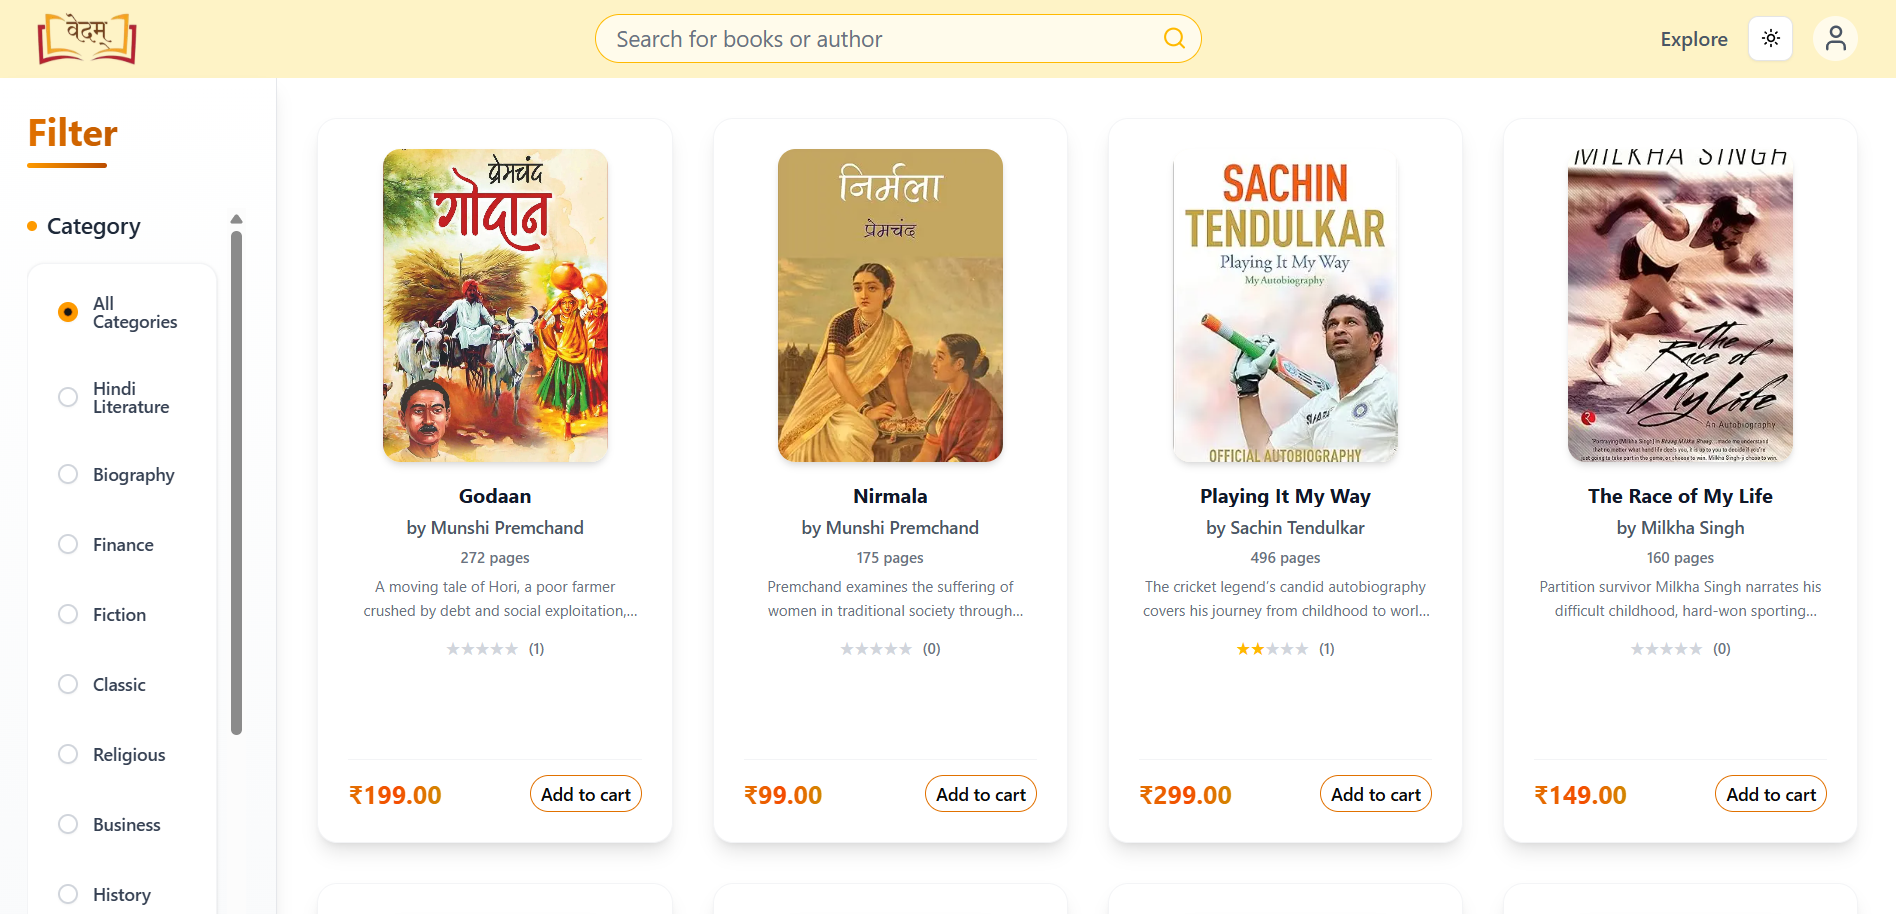 वेदम्
Search for books or author
Explore
Filter
Category
All
Categories
Hindi
Literature
Biography
Finance
Fiction
Classic
Religious
Business
History
प्रेमचंद
गोदान
Godaan
by Munshi Premchand
272 pages
A moving tale of Hori, a poor farmer
crushed by debt and social exploitation,...
(1)
₹199.00
Add to cart
निर्मला
प्रेमचंद
Nirmala
by Munshi Premchand
175 pages
Premchand examines the suffering of
women in traditional society through...
(0)
₹99.00
Add to cart
SACHIN
TENDULKAR
Playing It My Way
My Autobiography
OFFICIAL AUTOBIOGRAPHY
Playing It My Way
by Sachin Tendulkar
496 pages
The cricket legend's candid autobiography
covers his journey from childhood to worl...
(1)
₹299.00
Add to cart
MILKHA SINGH
The
Race of
My Life
An Autobiography
The Race of My Life
by Milkha Singh
160 pages
Partition survivor Milkha Singh narrates his
difficult childhood, hard-won sporting...
(0)
₹149.00
Add to cart